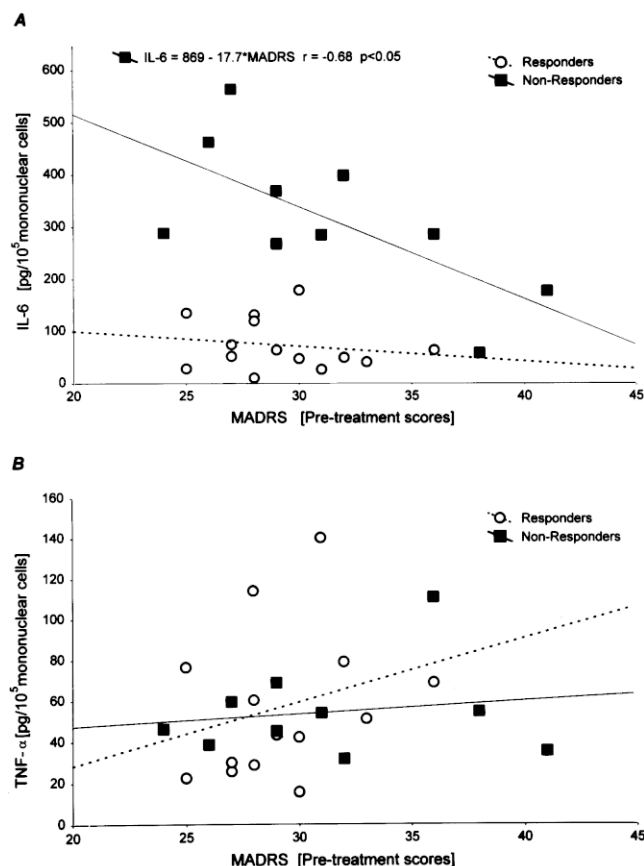 A
IL-6 = 869 - 17.7*MADRS r = -0.68 p<0.05
Responders
Non-Responders
600
500
400
300
200
100
0
IL-6 [pg/10⁵mononuclear cells]
20 25 30 35 40 45
MADRS [Pre-treatment scores]
B
160
140
120
100
80
60
40
20
0
Responders
Non-Responders
TNF-α [pg/10⁵mononuclear cells]
20 25 30 35 40 45
MADRS [Pre-treatment scores]